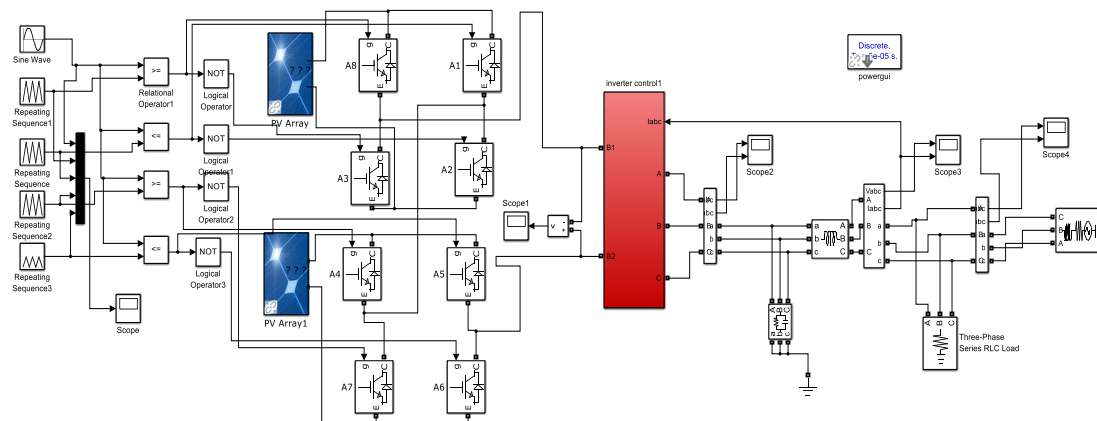 Sine Wave
Repeating
Sequence1
Repeating
Sequence
Repeating
Sequence2
Repeating
Sequence3
>=
Relational
Operator1
<=
>=
<=
NOT
Logical
Operator
NOT
Logical
Operator1
NOT
Logical
Operator2
NOT
Logical
Operator3
Scope
? ? ?
PV Array
? ? ?
PV Array1
g
C
A8
E
g
C
A1
E
g
C
A3
E
g
C
A2
E
g
C
A4
E
g
C
A5
E
g
C
A7
E
g
C
A6
E
Scope1
v
-
+
inverter control1
Iabc
B1
A
B
B2
C
Scope2
a
b
c
A
B
C
A
B
C
a
b
c
Vabc
A
Iabc
B
a
b
C
c
Scope3
Discrete,
powergui
Scope4
C
B
A
A
B
C
Three-Phase
Series RLC Load